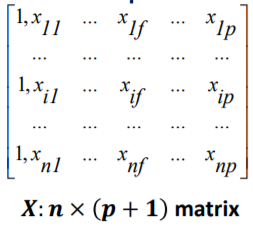 1, x11 ... x1f ... x1p
... ... ... ... ...
1, xi1 ... xif ... xip
... ... ... ... ...
1, xn1 ... xnf ... xnp
X: n × (p + 1) matrix